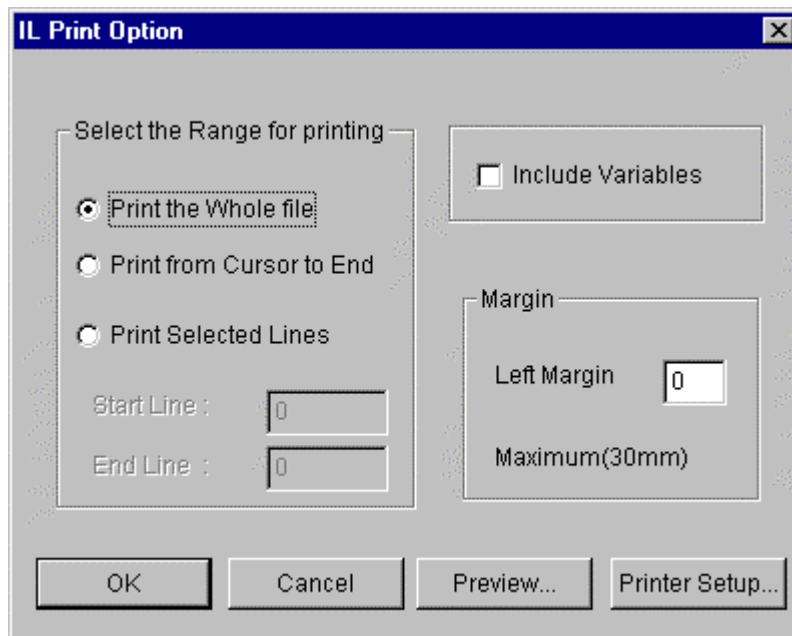 IL Print Option
Select the Range for printing
Print the Whole file
Print from Cursor to End
Print Selected Lines
Start Line : 0
End Line : 0
Include Variables
Margin
Left Margin 0
Maximum(30mm)
OK Cancel Preview... Printer Setup...